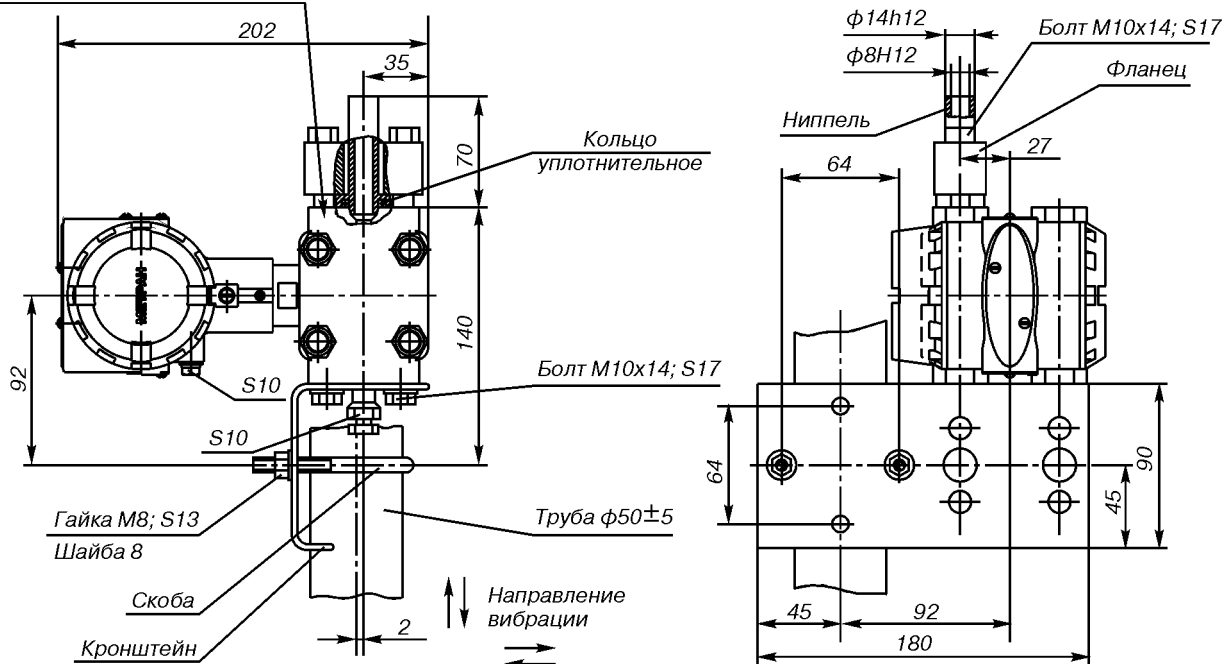 202
35
70
Кольцо
уплотнительное
МЕТРАН
140
92
S10
Болт М10х14; S17
S10
Гайка М8; S13
Шайба 8
Труба ф50±5
Скоба
Кронштейн
2
Направление
вибрации
ф14h12
ф8H12
Болт М10х14; S17
Фланец
Ниппель
27
64
64
90
45
45
92
180